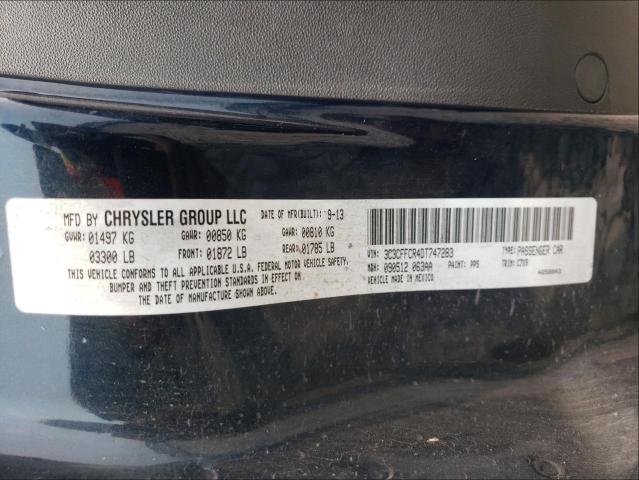 MFD BY CHRYSLER GROUP LLC DATE OF MFR(BUILT): 9-13
GVWR: 01497 KG GAWR: 00850 KG GAWR: 00810 KG
03300 LB FRONT: 01872 LB REAR: 01785 LB
THIS VEHICLE CONFORMS TO ALL APPLICABLE U.S.A. FEDERAL MOTOR VEHICLE SAFETY,
BUMPER AND THEFT PREVENTION STANDARDS IN EFFECT ON
THE DATE OF MANUFACTURE SHOWN ABOVE.
VIN: 3C3CFFCR4DT747283 TYPE: PASSENGER CAR
MDH: 090512 063AA PAINT: PPS TRIM:
VEHICLE MADE IN MEXICO